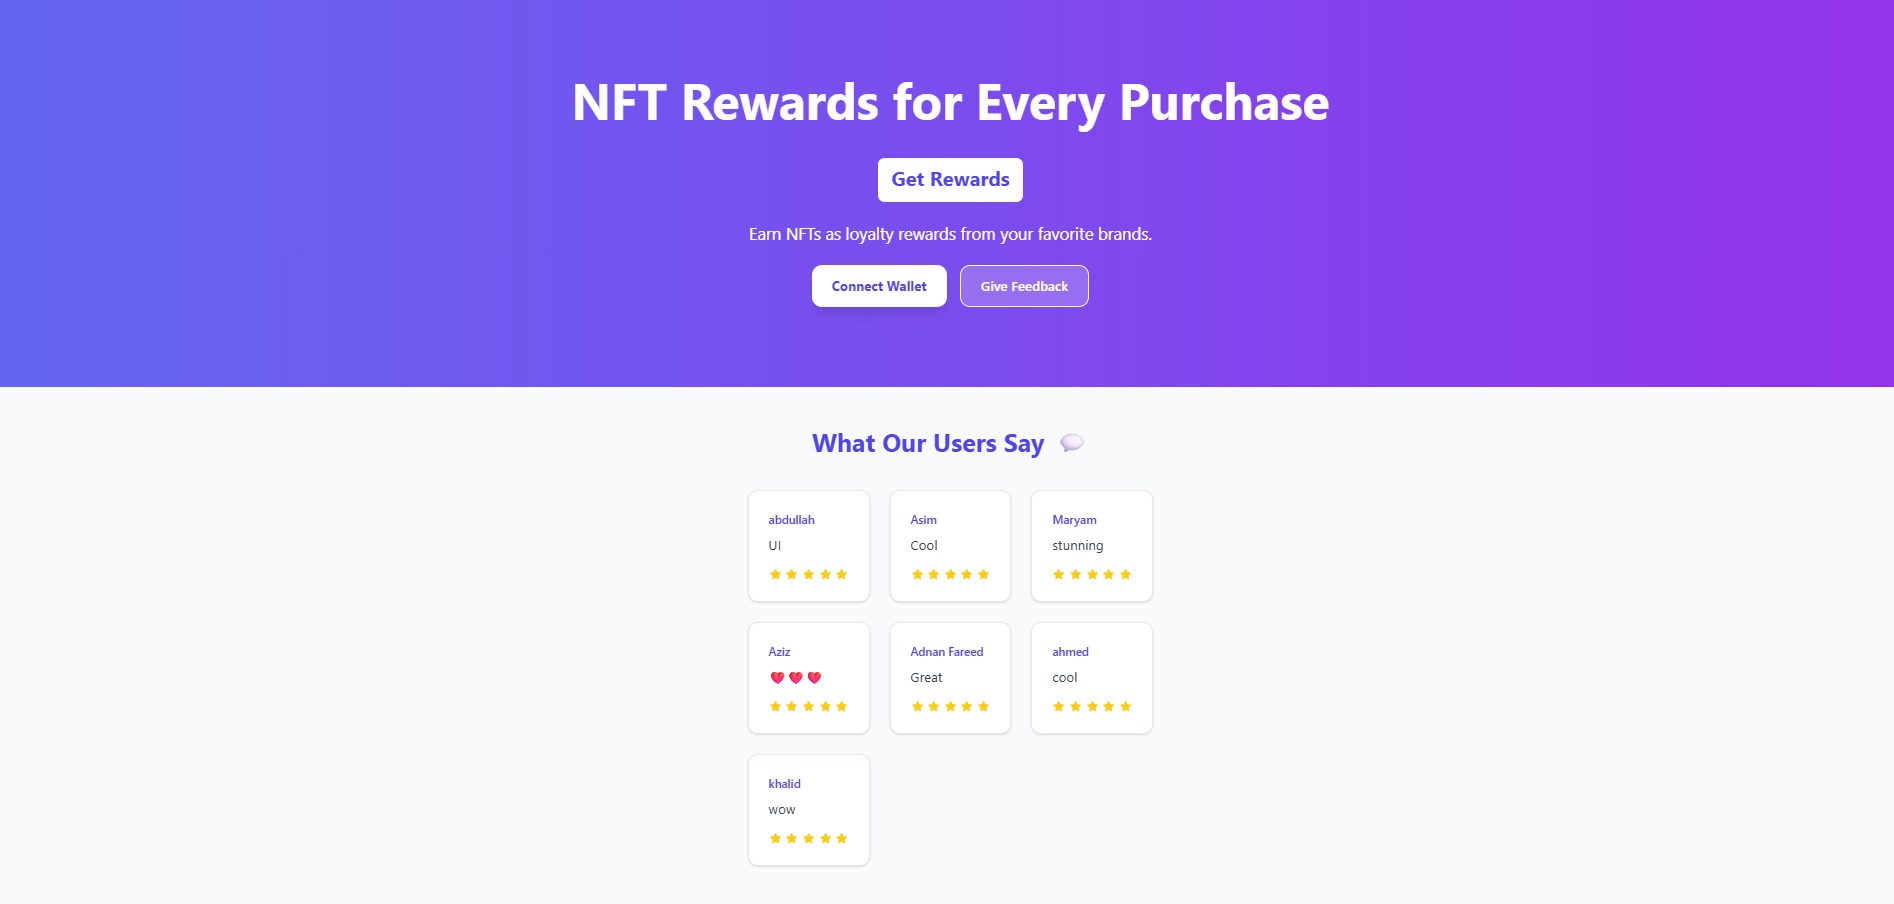 NFT Rewards for Every Purchase
Get Rewards
Earn NFTs as loyalty rewards from your favorite brands.
Connect Wallet
Give Feedback
What Our Users Say
abdullah
UI
Asim
Cool
Maryam
stunning
Aziz
Adnan Fareed
Great
ahmed
cool
khalid
wow